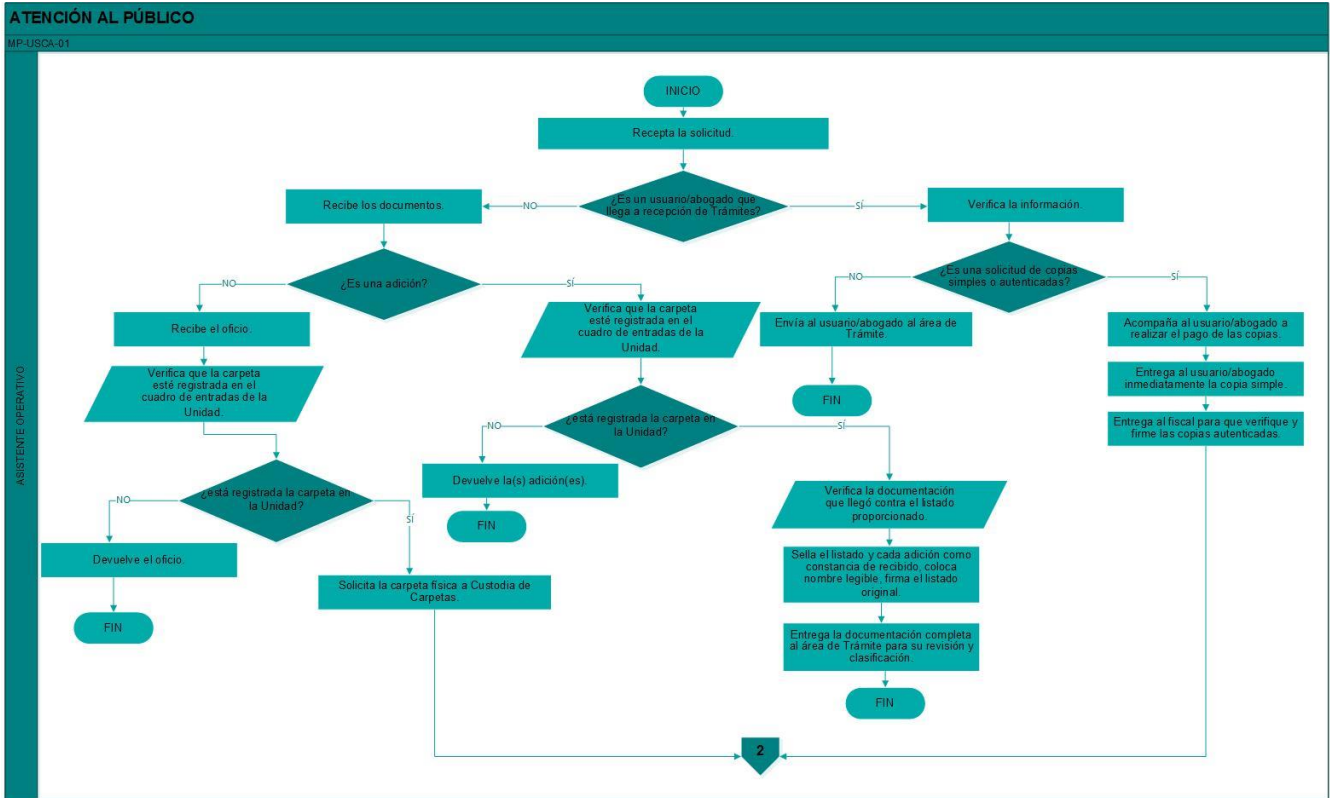 ATENCIÓN AL PÚBLICO
MP-USCA-01
ASISTENTE OPERATIVO
INICIO
Recepta la solicitud.
¿Es un usuario/abogado que
llega a recepción de Trámites?
NO
SÍ
Recibe los documentos.
Verifica la información.
¿Es una adición?
NO
SÍ
¿Es una solicitud de copias
simples o autenticadas?
NO
SÍ
Recibe el oficio.
Verifica que la carpeta
esté registrada en el
cuadro de entradas de la
Unidad.
Verifica que la carpeta
esté registrada en el
cuadro de entradas de la
Unidad.
Envía al usuario/abogado al área de
Trámite.
FIN
Acompaña al usuario/abogado a
realizar el pago de las copias.
Entrega al usuario/abogado
inmediatamente la copia simple.
Entrega al fiscal para que verifique y
firme las copias autenticadas.
¿está registrada la carpeta en
la Unidad?
NO
SÍ
Devuelve la(s) adición(es).
FIN
¿está registrada la carpeta en
la Unidad?
NO
SÍ
Devuelve el oficio.
FIN
Solicita la carpeta física a Custodia de
Carpetas.
Verifica la documentación
que llegó contra el listado
proporcionado.
Sella el listado y cada adición como
constancia de recibido, coloca
nombre legible, firma el listado
original.
Entrega la documentación completa
al área de Trámite para su revisión y
clasificación.
FIN
2